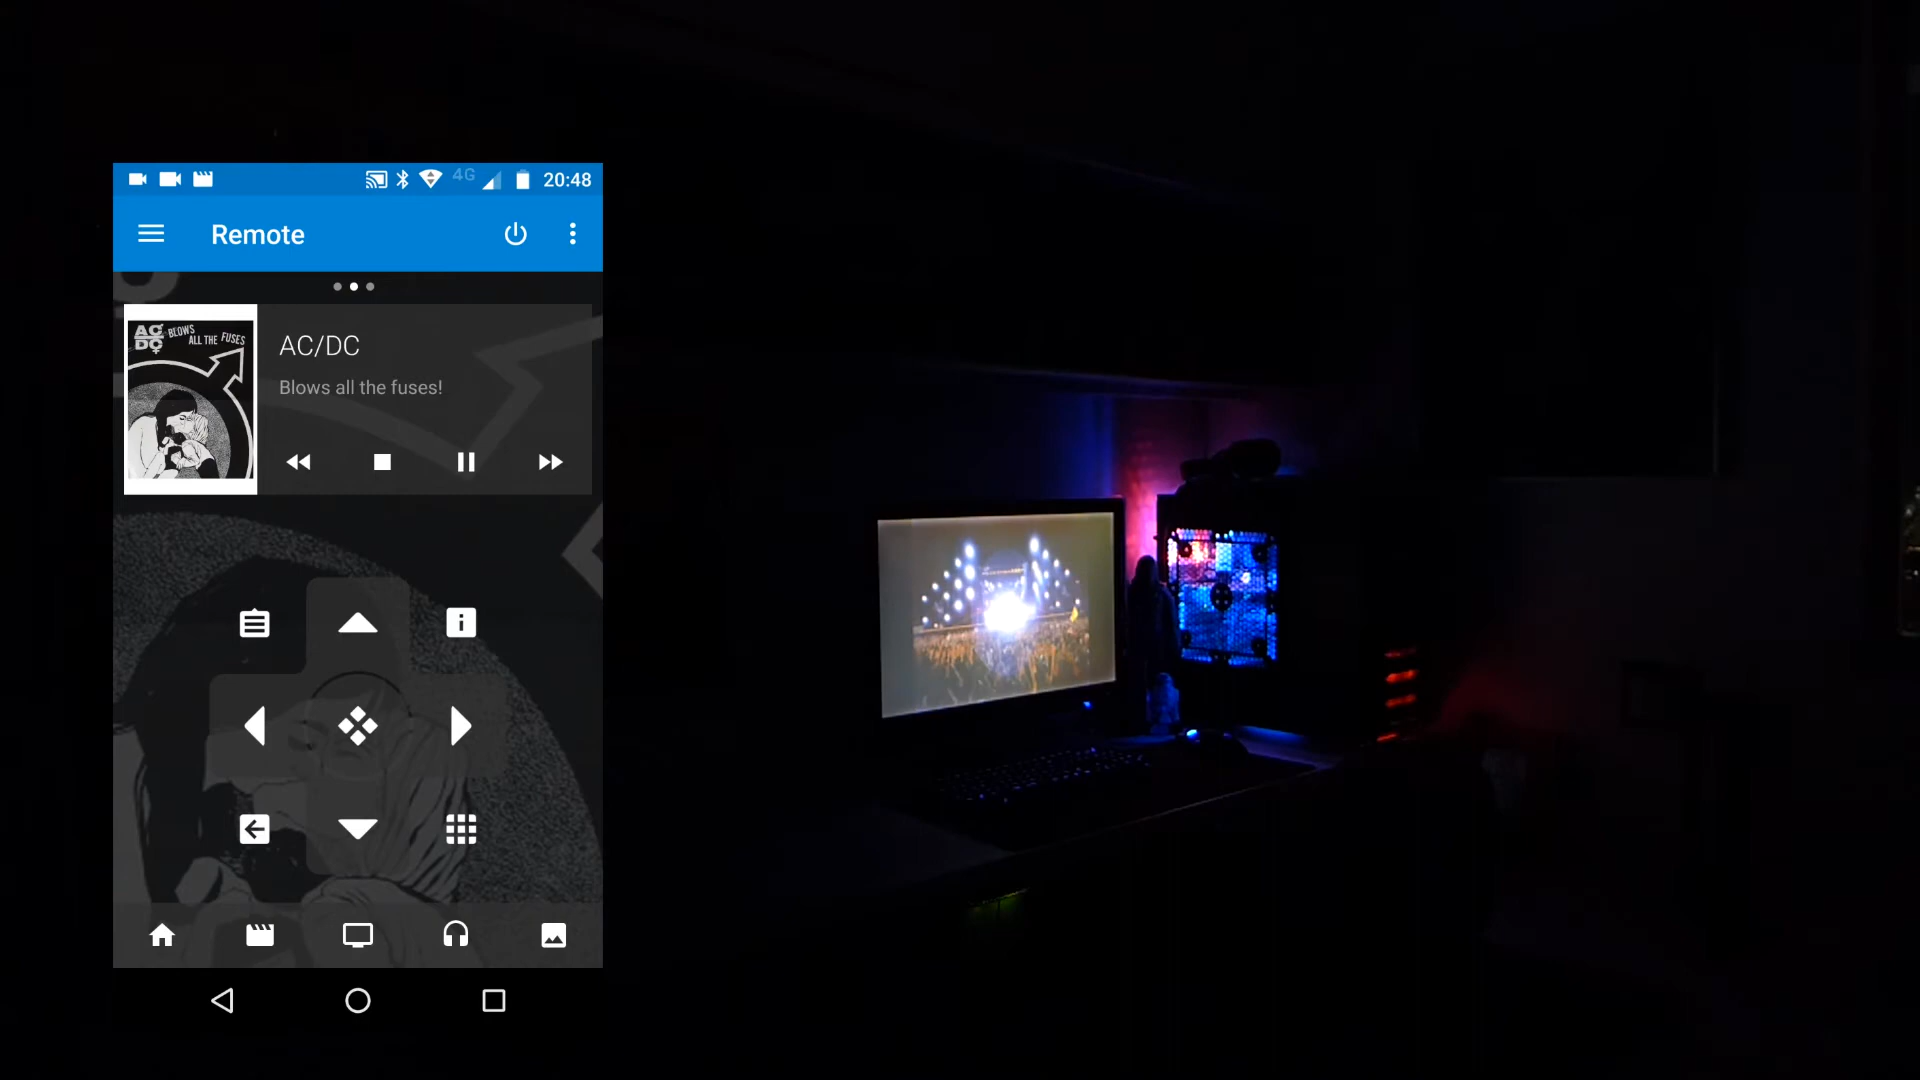 4G
20:48
Remote
AC
DC
BLOWS
ALL THE FUSES
AC/DC
Blows all the fuses!